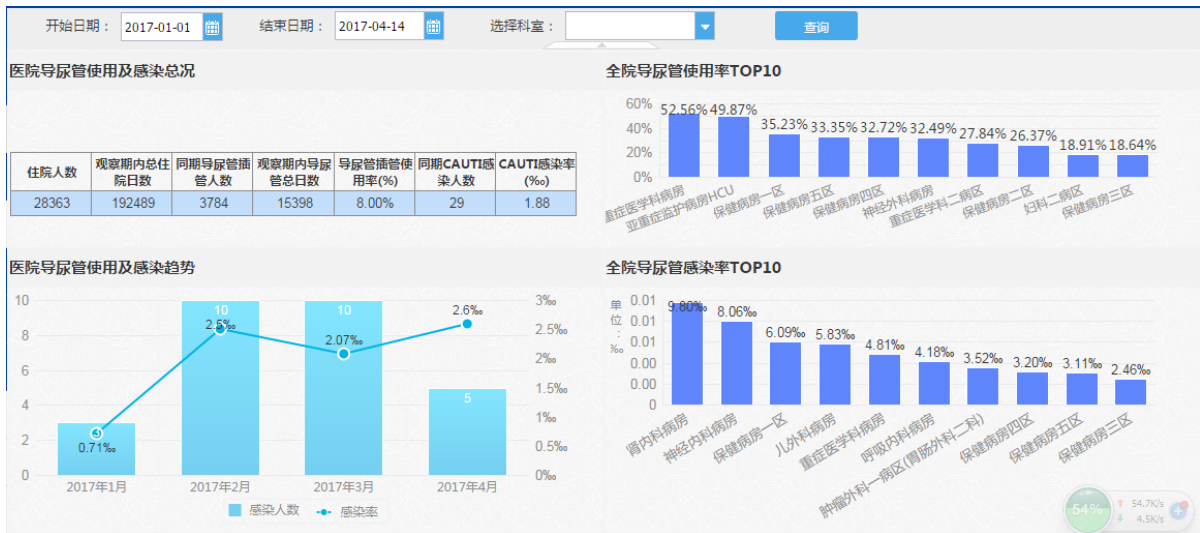 开始日期： 2017-01-01 结束日期： 2017-04-14 选择科室： 查询
医院导尿管使用及感染总况
住院人数 观察期内总住院日数 同期导尿管插管人数 观察期内导尿管总日数 导尿管插管使用率(%) 同期CAUTI感染人数 CAUTI感染率(‰)
28363 192489 3784 15398 8.00% 29 1.88
全院导尿管使用率TOP10
60%
40%
20%
0%
52.56% 49.87% 35.23% 33.35% 32.72% 32.49% 27.84% 26.37% 18.91% 18.64%
重症医学科病房
亚重症监护病房HCU
保健病房一区
保健病房五区
保健病房四区
神经外科病房
重症医学科二病区
保健病房二区
妇科二病区
保健病房三区
医院导尿管使用及感染趋势
10
8
6
4
2
0
3‰
2.5‰
2‰
1.5‰
1‰
0.5‰
0‰
3 10 10 5
0.71‰ 2.5‰ 2.07‰ 2.6‰
2017年1月 2017年2月 2017年3月 2017年4月
感染人数 感染率
全院导尿管感染率TOP10
单位：‰
0.01
0.01
0.01
0.00
0.00
0
9.80‰ 8.06‰ 6.09‰ 5.83‰ 4.81‰ 4.18‰ 3.52‰ 3.20‰ 3.11‰ 2.46‰
肾内科病房
神经内科病房
保健病房一区
儿外科病房
重症医学科病房
呼吸内科病房
肿瘤外科一病区(胃肠外科二科)
保健病房四区
保健病房五区
保健病房三区
54%
54.7K/s
4.5K/s